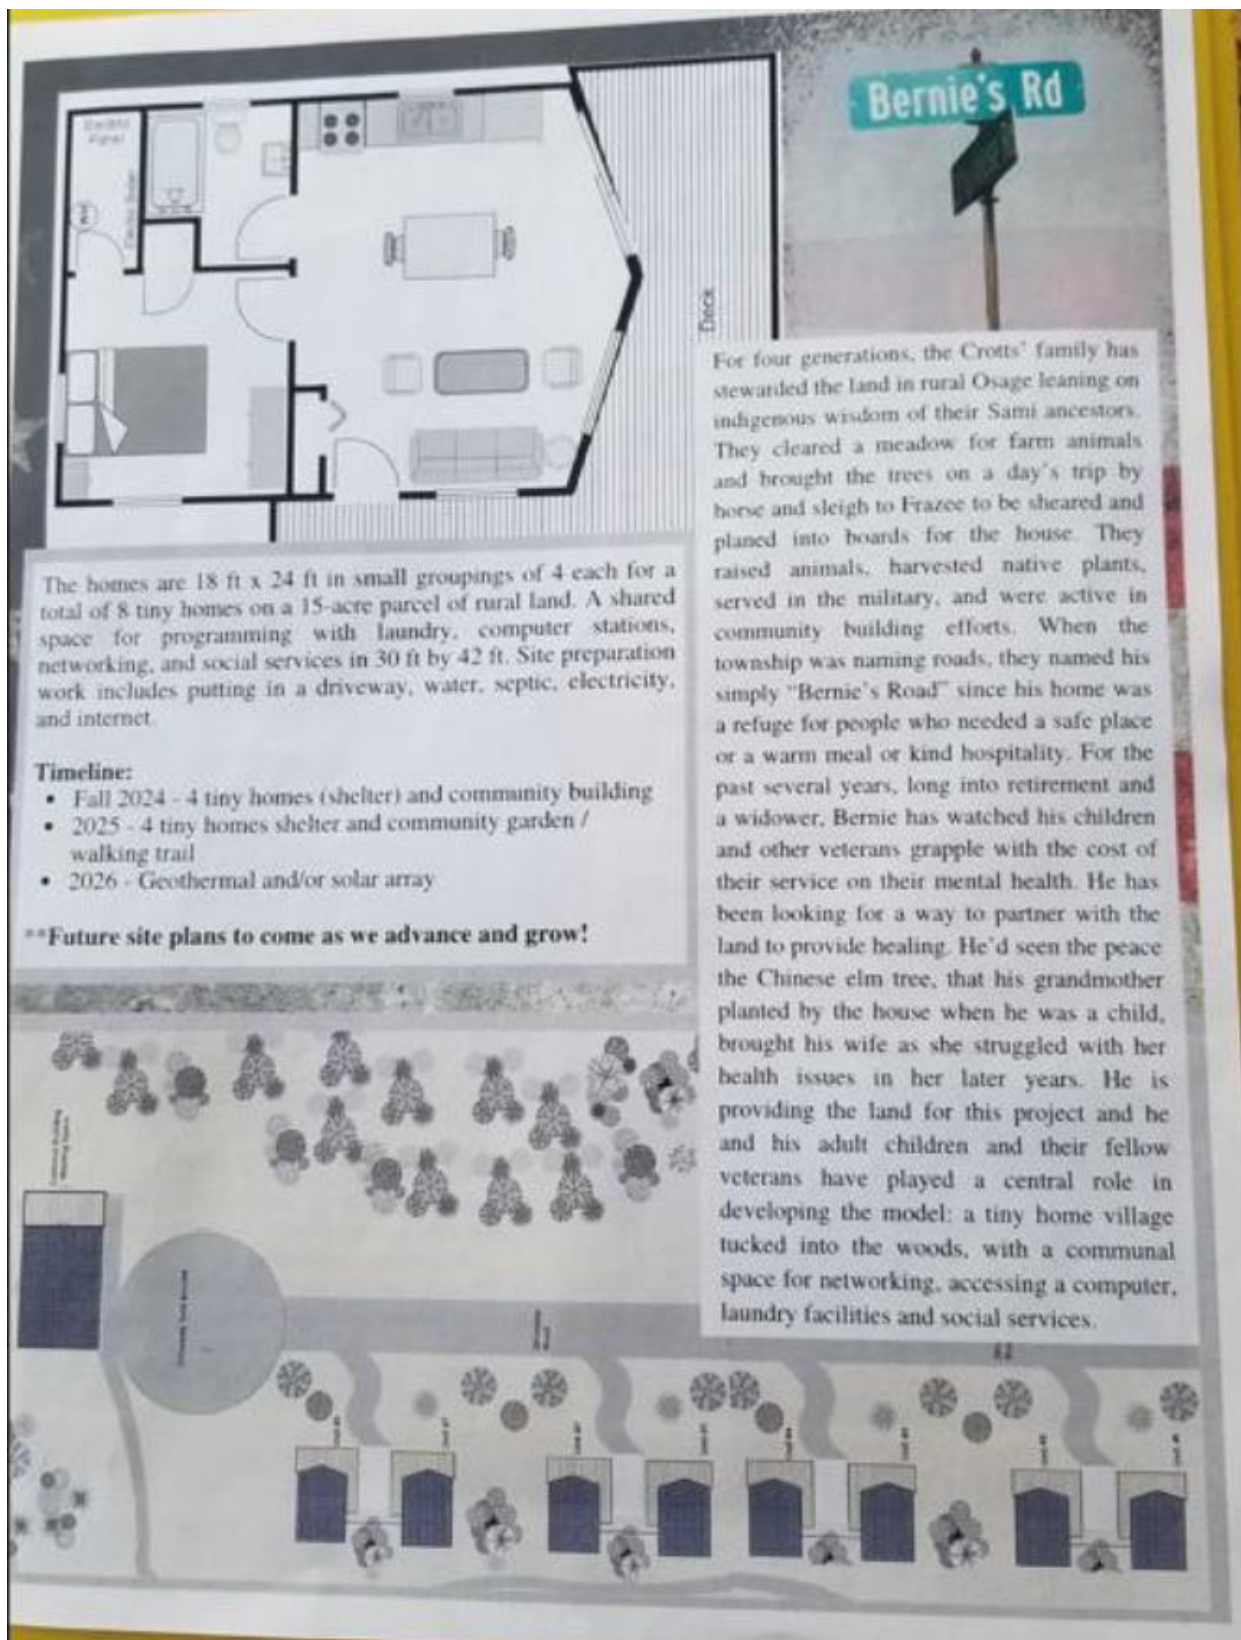 Bernie's Rd
Deck
For four generations, the Crotts' family has
stewarded the land in rural Osage leaning on
indigenous wisdom of their Sami ancestors.
They cleared a meadow for farm animals
and brought the trees on a day's trip by
horse and sleigh to Frazee to be sheared and
planed into boards for the house. They
raised animals, harvested native plants,
served in the military, and were active in
community building efforts. When the
township was naming roads, they named his
simply "Bernie's Road" since his home was
a refuge for people who needed a safe place
or a warm meal or kind hospitality. For the
past several years, long into retirement and
a widower, Bernie has watched his children
and other veterans grapple with the cost of
their service on their mental health. He has
been looking for a way to partner with the
land to provide healing. He'd seen the peace
the Chinese elm tree, that his grandmother
planted by the house when he was a child,
brought his wife as she struggled with her
health issues in her later years. He is
providing the land for this project and he
and his adult children and their fellow
veterans have played a central role in
developing the model: a tiny home village
tucked into the woods, with a communal
space for networking, accessing a computer,
laundry facilities and social services.
The homes are 18 ft x 24 ft in small groupings of 4 each for a
total of 8 tiny homes on a 15-acre parcel of rural land. A shared
space for programming with laundry, computer stations,
networking, and social services in 30 ft by 42 ft. Site preparation
work includes putting in a driveway, water, septic, electricity,
and internet.
Timeline:
• Fall 2024 - 4 tiny homes (shelter) and community building
• 2025 - 4 tiny homes shelter and community garden /
walking trail
• 2026 - Geothermal and/or solar array
**Future site plans to come as we advance and grow!